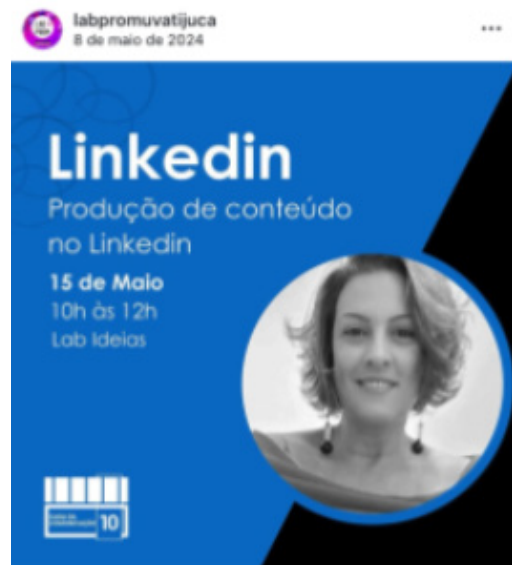 labpromuvatijuca
8 de maio de 2024
Linkedin
Produção de conteúdo
no Linkedin
15 de Maio
10h às 12h
Lab Ideias
10